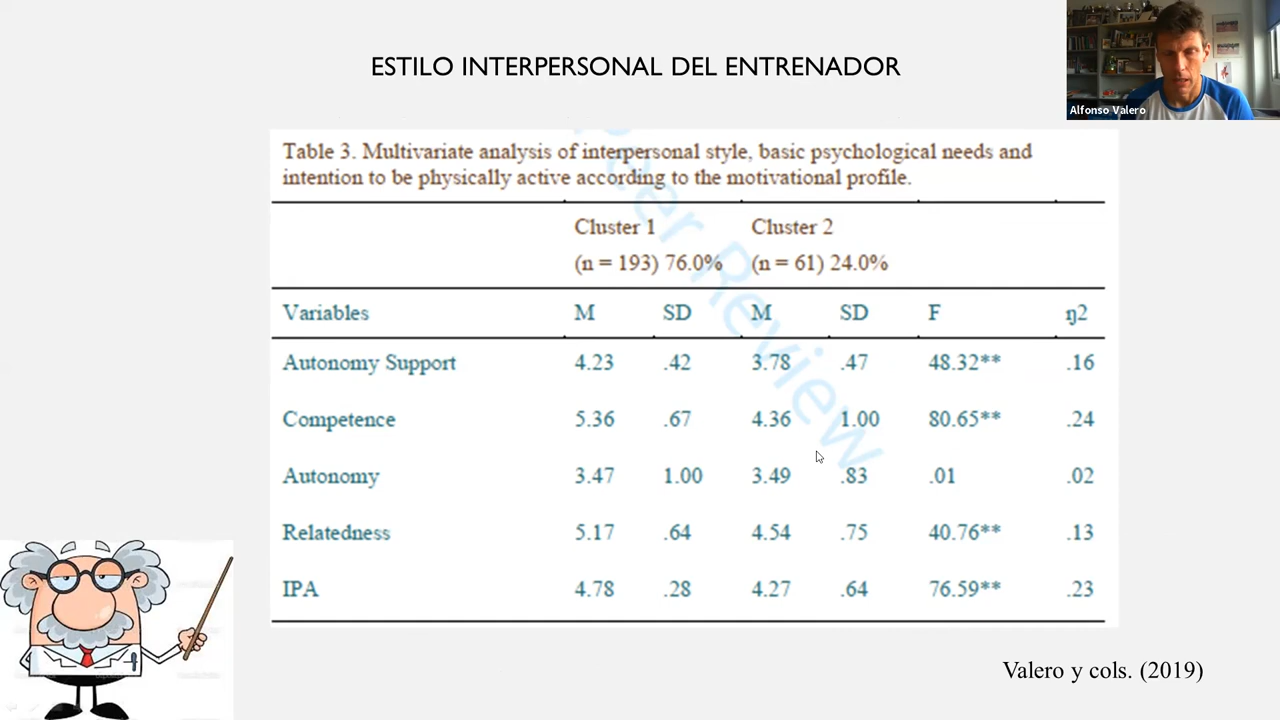 ESTILO INTERPERSONAL DEL ENTRENADOR
Alfonso Valero
Table 3. Multivariate analysis of interpersonal style, basic psychological needs and
intention to be physically active according to the motivational profile.
Cluster 1 Cluster 2
(n = 193) 76.0% (n = 61) 24.0%
Variables M SD M SD F ŋ2
Autonomy Support 4.23 .42 3.78 .47 48.32** .16
Competence 5.36 .67 4.36 1.00 80.65** .24
Autonomy 3.47 1.00 3.49 .83 .01 .02
Relatedness 5.17 .64 4.54 .75 40.76** .13
IPA 4.78 .28 4.27 .64 76.59** .23
Review
Valero y cols. (2019)